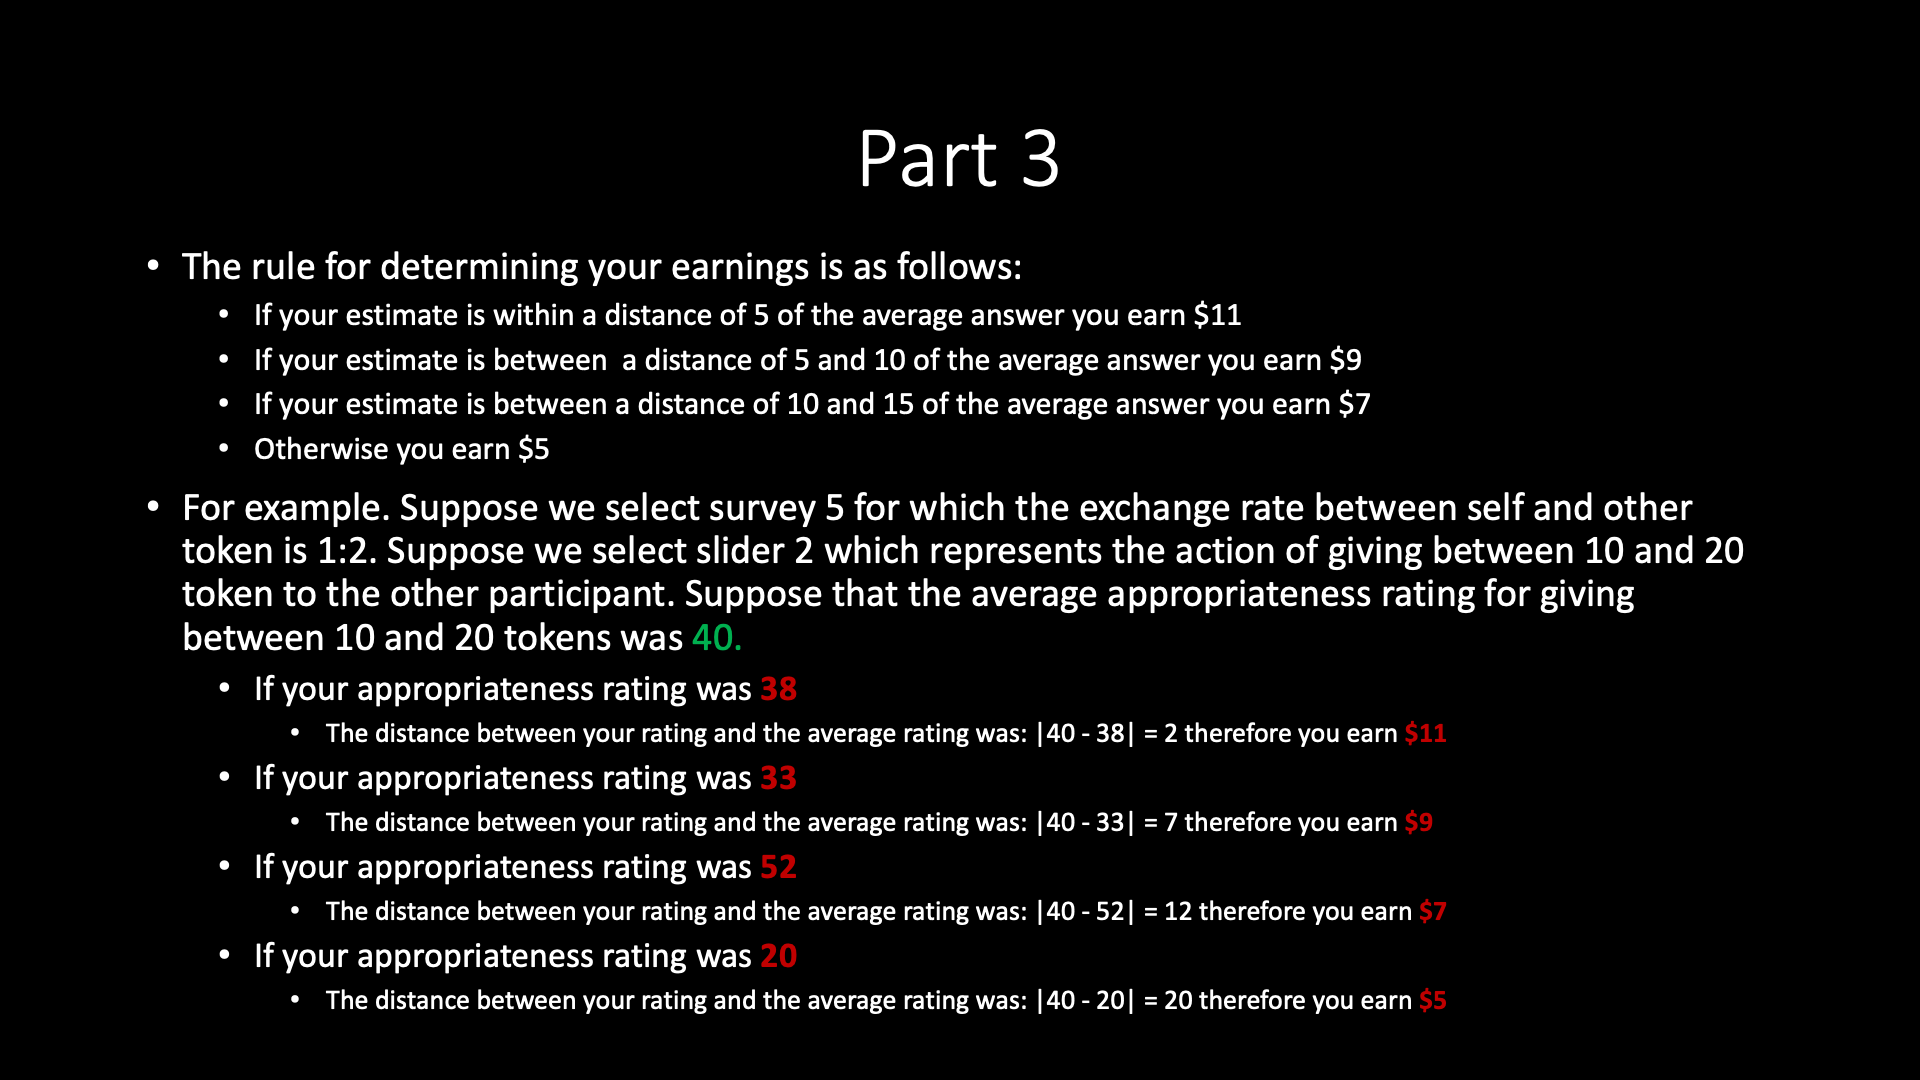 Part 3
• The rule for determining your earnings is as follows:
• If your estimate is within a distance of 5 of the average answer you earn $11
• If your estimate is between  a distance of 5 and 10 of the average answer you earn $9
• If your estimate is between a distance of 10 and 15 of the average answer you earn $7
• Otherwise you earn $5
• For example. Suppose we select survey 5 for which the exchange rate between self and other
token is 1:2. Suppose we select slider 2 which represents the action of giving between 10 and 20
token to the other participant. Suppose that the average appropriateness rating for giving
between 10 and 20 tokens was 40.
• If your appropriateness rating was 38
• The distance between your rating and the average rating was: |40 - 38| = 2 therefore you earn $11
• If your appropriateness rating was 33
• The distance between your rating and the average rating was: |40 - 33| = 7 therefore you earn $9
• If your appropriateness rating was 52
• The distance between your rating and the average rating was: |40 - 52| = 12 therefore you earn $7
• If your appropriateness rating was 20
• The distance between your rating and the average rating was: |40 - 20| = 20 therefore you earn $5